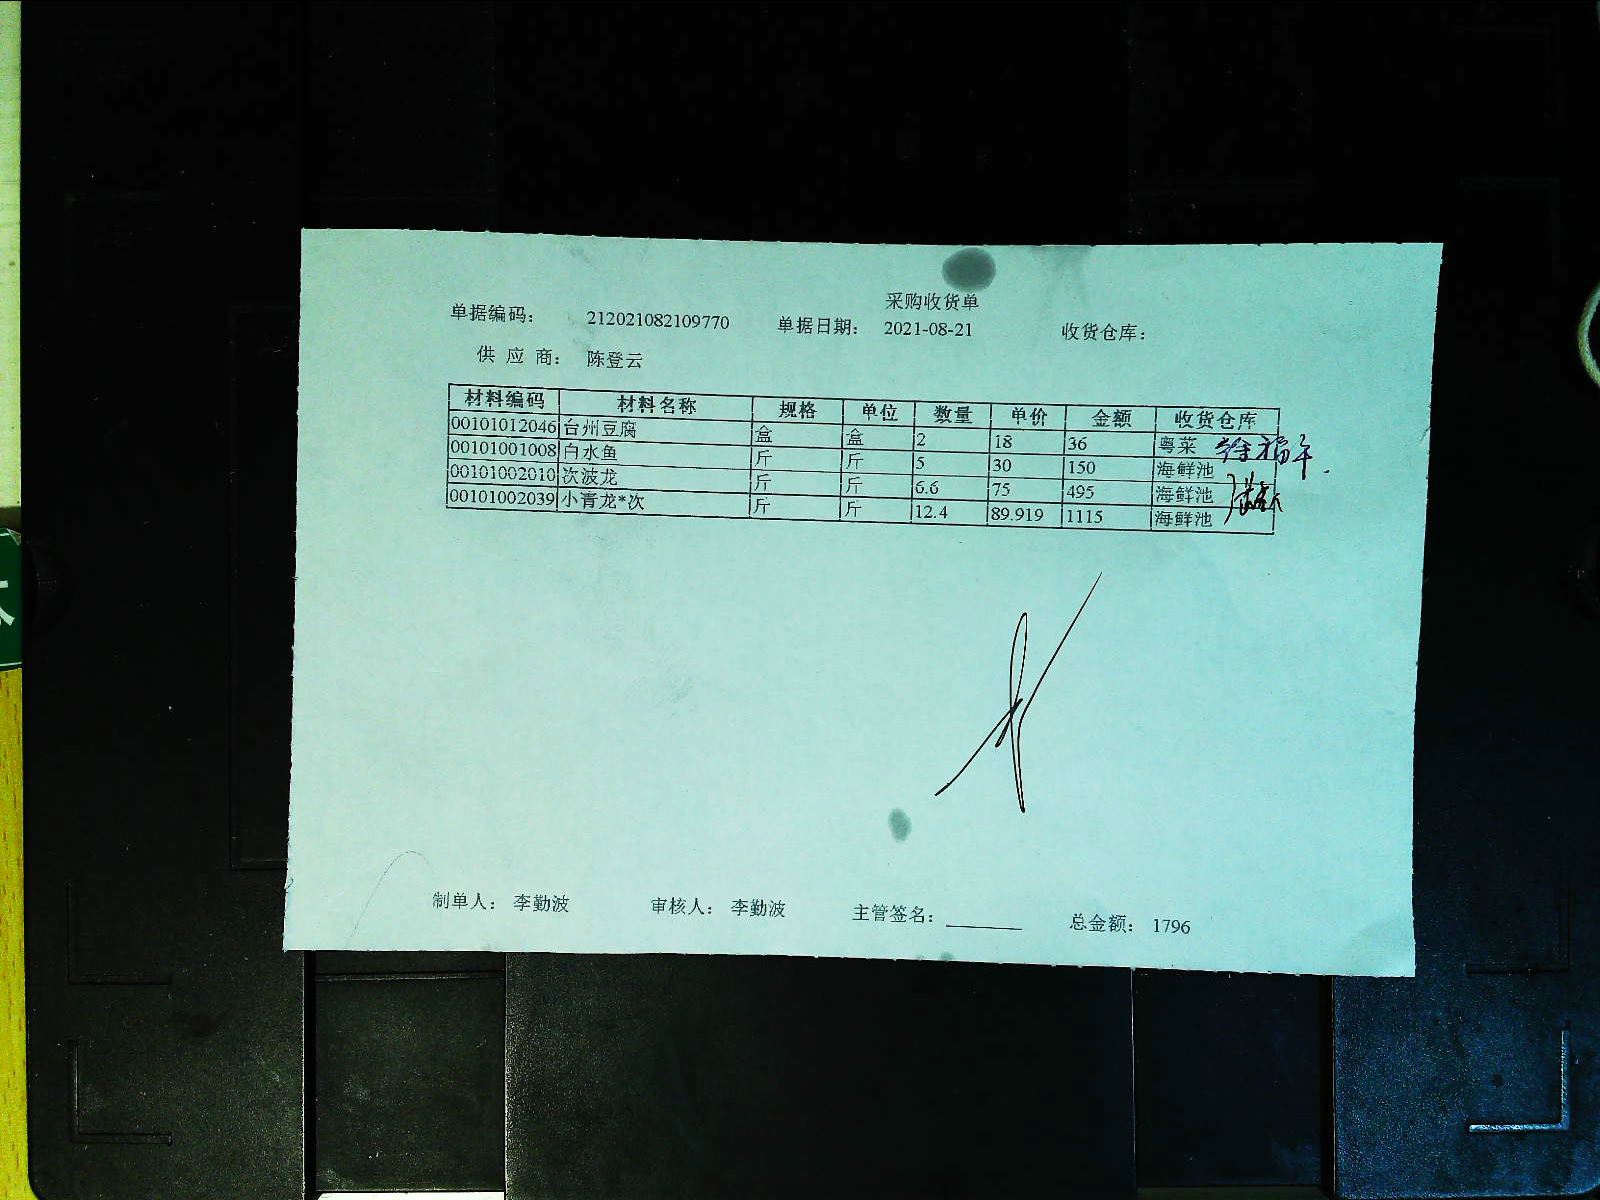 采购收货单
单据编码： 212021082109770 单据日期： 2021-08-21 收货仓库：
供 应 商： 陈登云
材料编码 材料名称 规格 单位 数量 单价 金额 收货仓库
00101012046 台州豆腐 盒 盒 2 18 36 粤菜
00101001008 白水鱼 斤 斤 5 30 150 海鲜池
00101002010 次波龙 斤 斤 6.6 75 495 海鲜池
00101002039 小青龙*次 斤 斤 12.4 89.919 1115 海鲜池
制单人： 李勤波 审核人： 李勤波 主管签名： 总金额： 1796